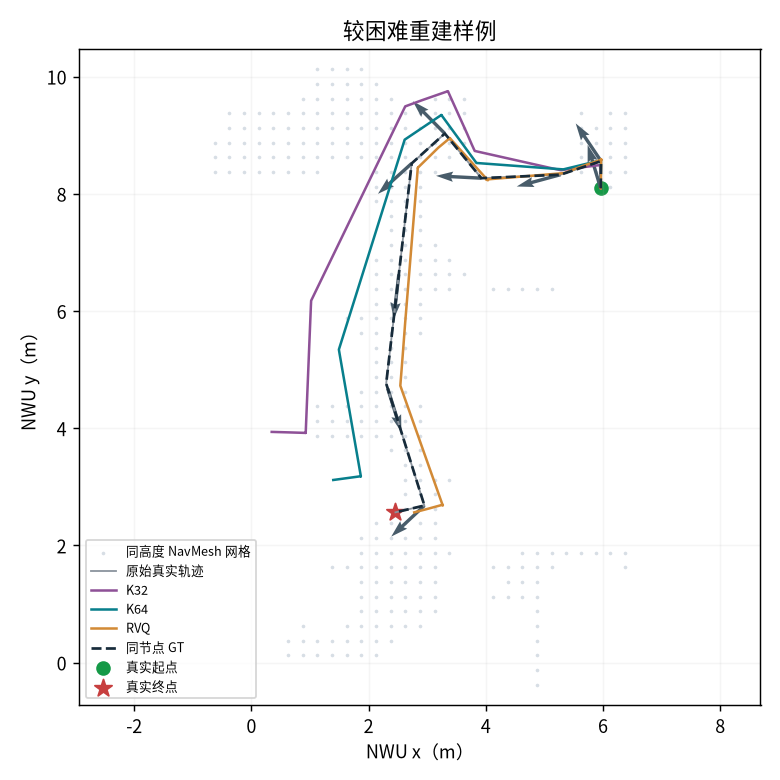 较困难重建样例
10
8
6
4
2
0
NWU y（m）
同高度 NavMesh 网格
原始真实轨迹
K32
K64
RVQ
同节点 GT
真实起点
真实终点
-2
0
2
4
6
8
NWU x（m）